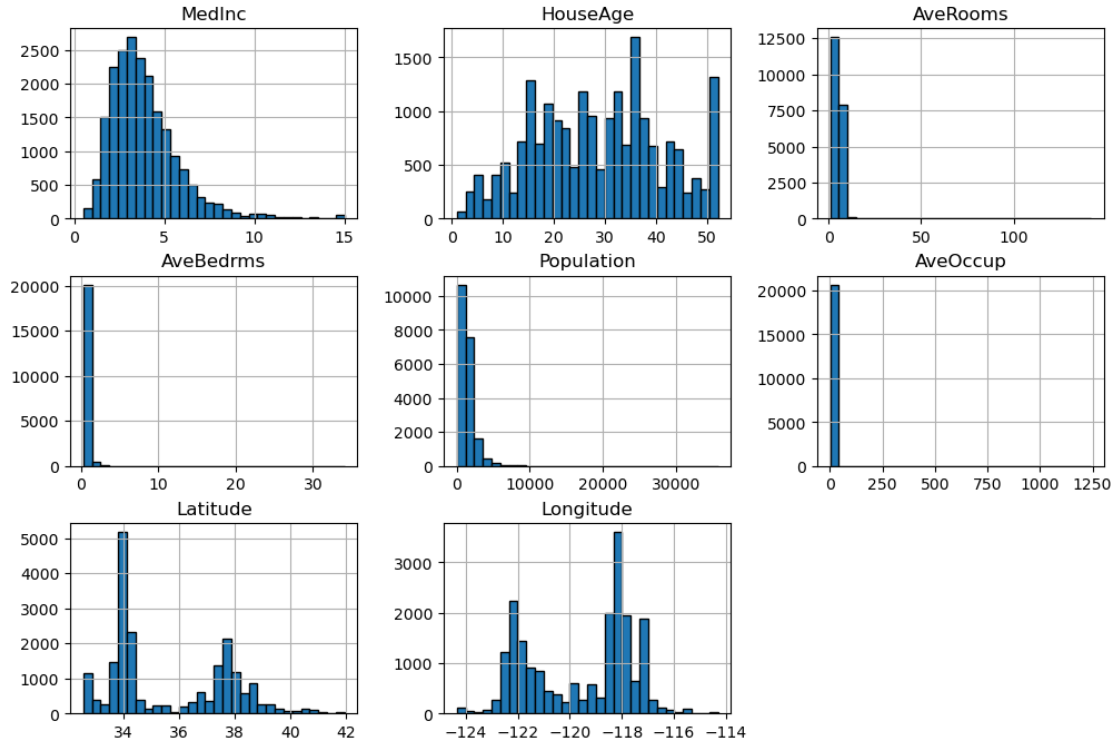 MedInc
2500
2000
1500
1000
500
0
0 5 10 15
HouseAge
1500
1000
500
0
0 10 20 30 40 50
AveRooms
12500
10000
7500
5000
2500
0
0 50 100
AveBedrms
20000
15000
10000
5000
0
0 10 20 30
Population
10000
8000
6000
4000
2000
0
0 10000 20000 30000
AveOccup
20000
15000
10000
5000
0
0 250 500 750 1000 1250
Latitude
5000
4000
3000
2000
1000
0
34 36 38 40 42
Longitude
3000
2000
1000
0
−124 −122 −120 −118 −116 −114